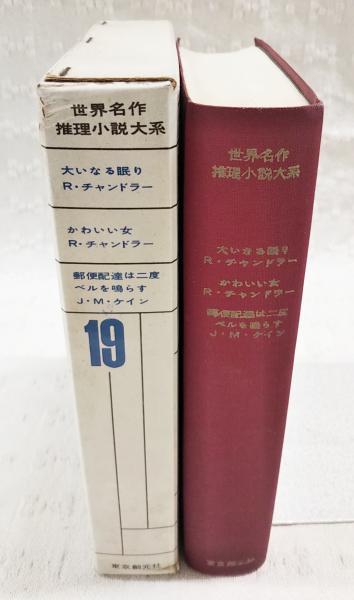 世界名作
推理小説大系
大いなる眠り
R・チャンドラー
かわいい女
R・チャンドラー
郵便配達は二度
ベルを鳴らす
J・M・ケイン
19
東京創元社
世界名作
推理小説大系
大いなる眠り
R・チャンドラー
かわいい女
R・チャンドラー
郵便配達は二度
ベルを鳴らす
J・M・ケイン
東京創元社